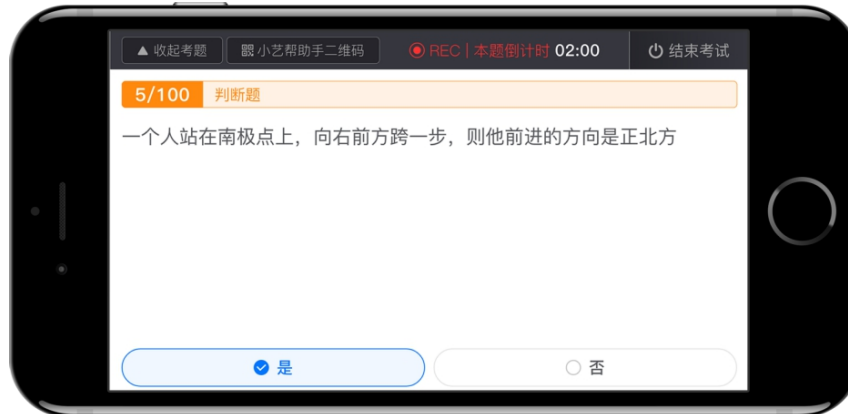 ▲ 收起考题 小艺帮助手二维码 REC | 本题倒计时 02:00 结束考试
5/100 判断题
一个人站在南极点上，向右前方跨一步，则他前进的方向是正北方
是 否